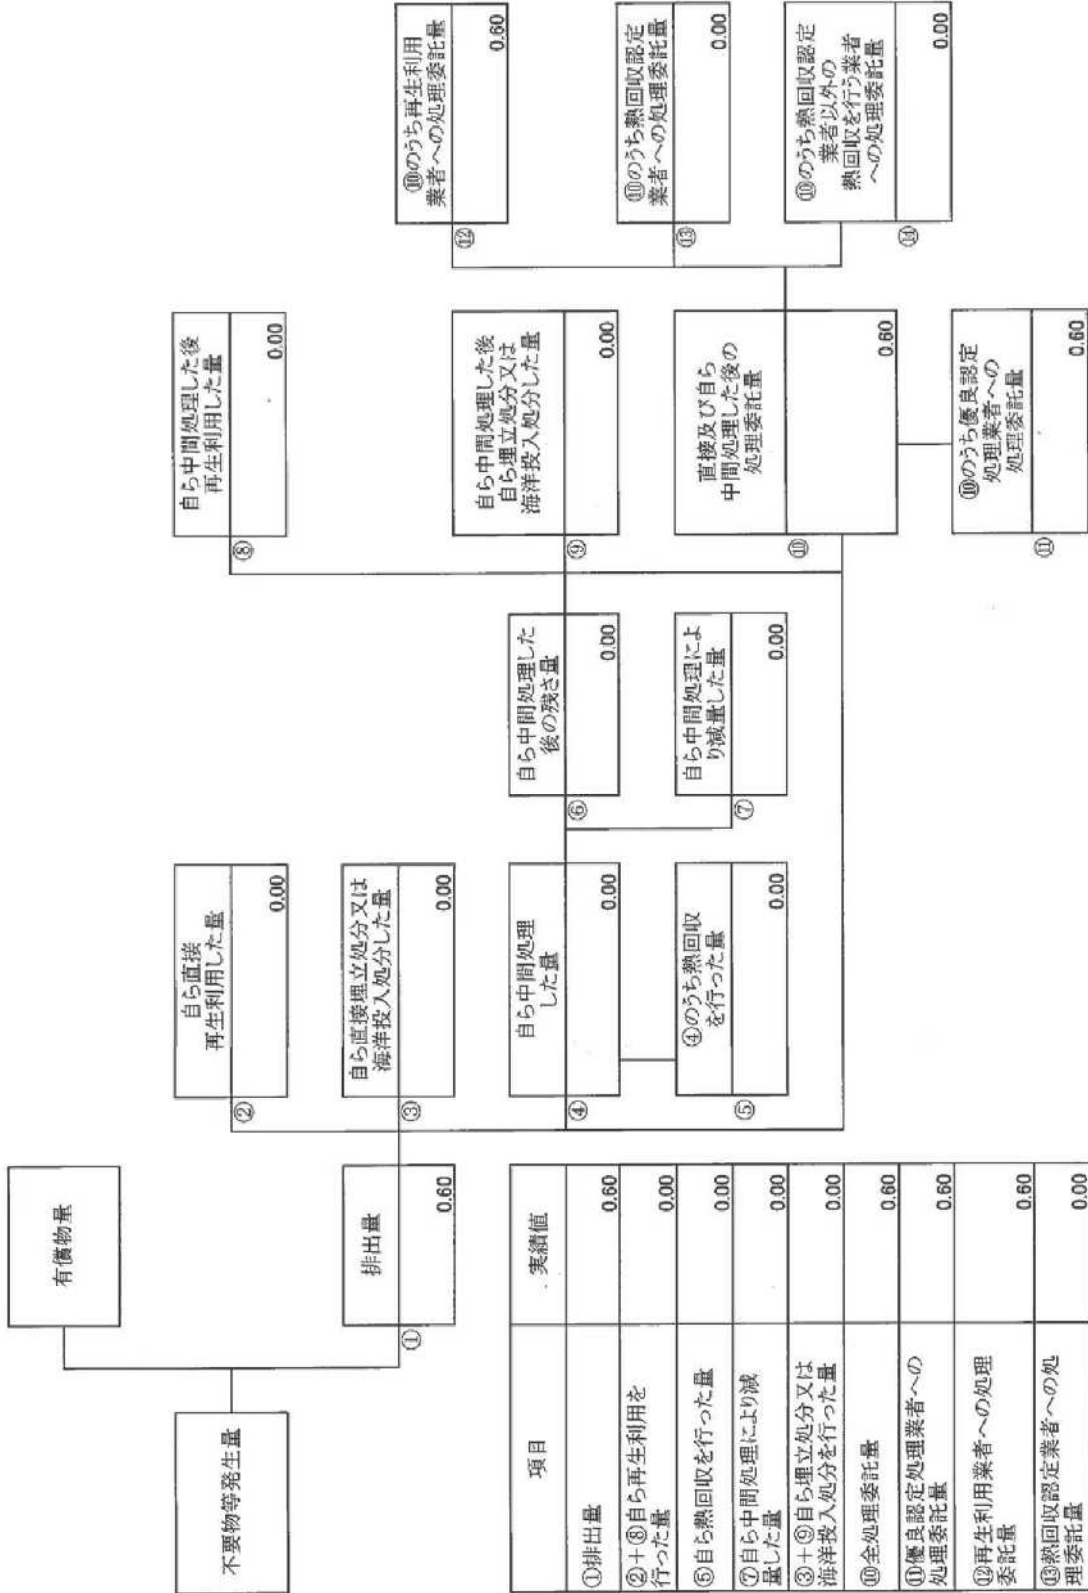 不要物等発生量
有償物量
①
排出量
0.60
②
自ら直接
再生利用した量
0.00
③
自ら直接埋立処分又は
海洋投入処分した量
0.00
④
自ら中間処理
した量
0.00
⑤
④のうち熱回収
を行った量
0.00
⑥
自ら中間処理した
後の残さ量
0.00
⑦
自ら中間処理によ
り減量した量
0.00
⑧
自ら中間処理した後
再生利用した量
0.00
⑨
自ら中間処理した後
自ら埋立処分又は
海洋投入処分した量
0.00
⑩
直接及び自ら
中間処理した後の
処理委託量
0.60
⑪
⑩のうち優良認定
処理業者への
処理委託量
0.60
⑫
⑩のうち再生利用
業者への処理委託量
0.60
⑬
⑩のうち熱回収認定
業者への処理委託量
0.00
⑭
⑩のうち熱回収認定
業者以外の
熱回収を行う業者
への処理委託量
0.00
項目 実績値
①排出量 0.60
②+⑧自ら再生利用を
行った量 0.00
⑤自ら熱回収を行った量 0.00
⑦自ら中間処理により減
量した量 0.00
③+⑨自ら埋立処分又は
海洋投入処分を行った量 0.00
⑩全処理委託量 0.60
⑪優良認定処理業者への
処理委託量 0.60
⑫再生利用業者への処理
委託量 0.60
⑬熱回収認定業者への処
理委託量 0.00